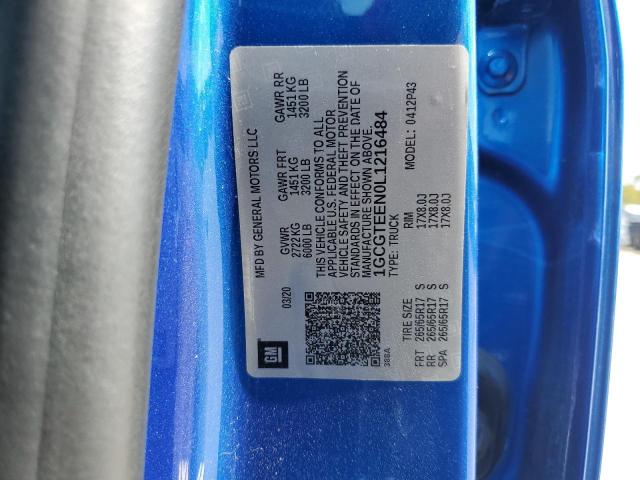 GM
MFD BY GENERAL MOTORS LLC
03/20
GVWR GAWR FRT GAWR RR
2722 KG 1451 KG 1451 KG
6000 LB 3200 LB 3200 LB
THIS VEHICLE CONFORMS TO ALL
APPLICABLE U.S. FEDERAL MOTOR
VEHICLE SAFETY AND THEFT PREVENTION
STANDARDS IN EFFECT ON THE DATE OF
MANUFACTURE SHOWN ABOVE.
1GCGTEEN0L1216484
TYPE: TRUCK MODEL: 0412P43
388A
TIRE SIZE RIM
FRT 265/65R17 S 17X8.0J
RR 265/65R17 S 17X8.0J
SPA 265/65R17 S 17X8.0J